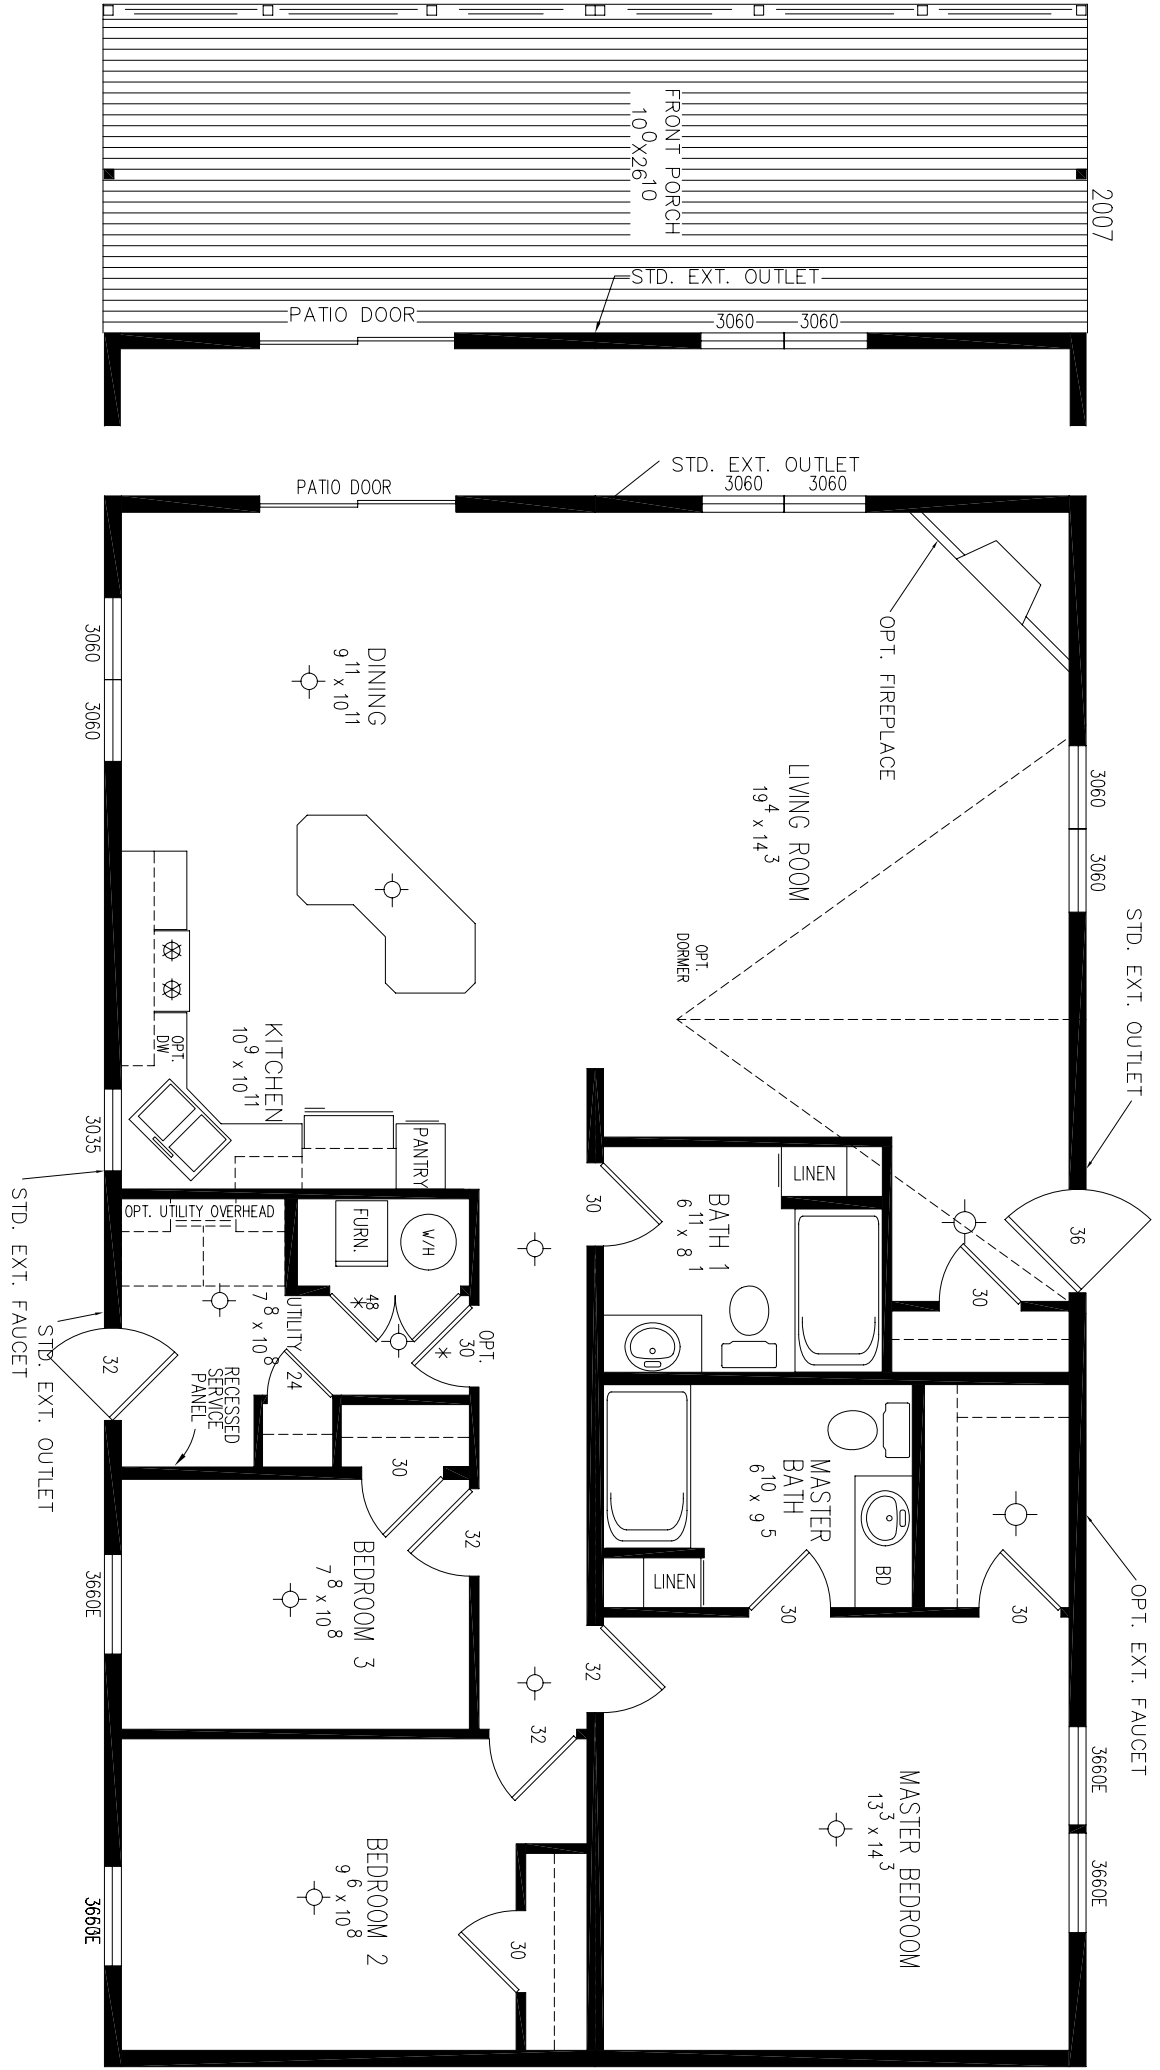 2007
FRONT PORCH
10⁰X26¹⁰
STD. EXT. OUTLET
PATIO DOOR
3060
3060
STD. EXT. OUTLET
PATIO DOOR
3060
3060
OPT. FIREPLACE
DINING
9¹¹ x 10¹¹
3060
3060
LIVING ROOM
19⁴ x 14³
3060
3060
STD. EXT. OUTLET
OPT.
DORMER
KITCHEN
10⁹ x 10¹¹
OPT.
DW
PANTRY
3035
STD. EXT. FAUCET
STD. EXT. OUTLET
LINEN
BATH 1
6¹¹ x 8¹
30
36
30
OPT. UTILITY OVERHEAD
FURN.
W/H
48
*
OPT.
30
*
UTILITY
7⁸ x 10⁸
24
32
RECESSED
SERVICE
PANEL
30
32
BEDROOM 3
7⁸ x 10⁸
3660E
MASTER
BATH
6¹⁰ x 9⁵
BD
LINEN
30
30
OPT. EXT. FAUCET
32
32
MASTER BEDROOM
13³ x 14³
3660E
3660E
BEDROOM 2
9⁶ x 10⁸
30